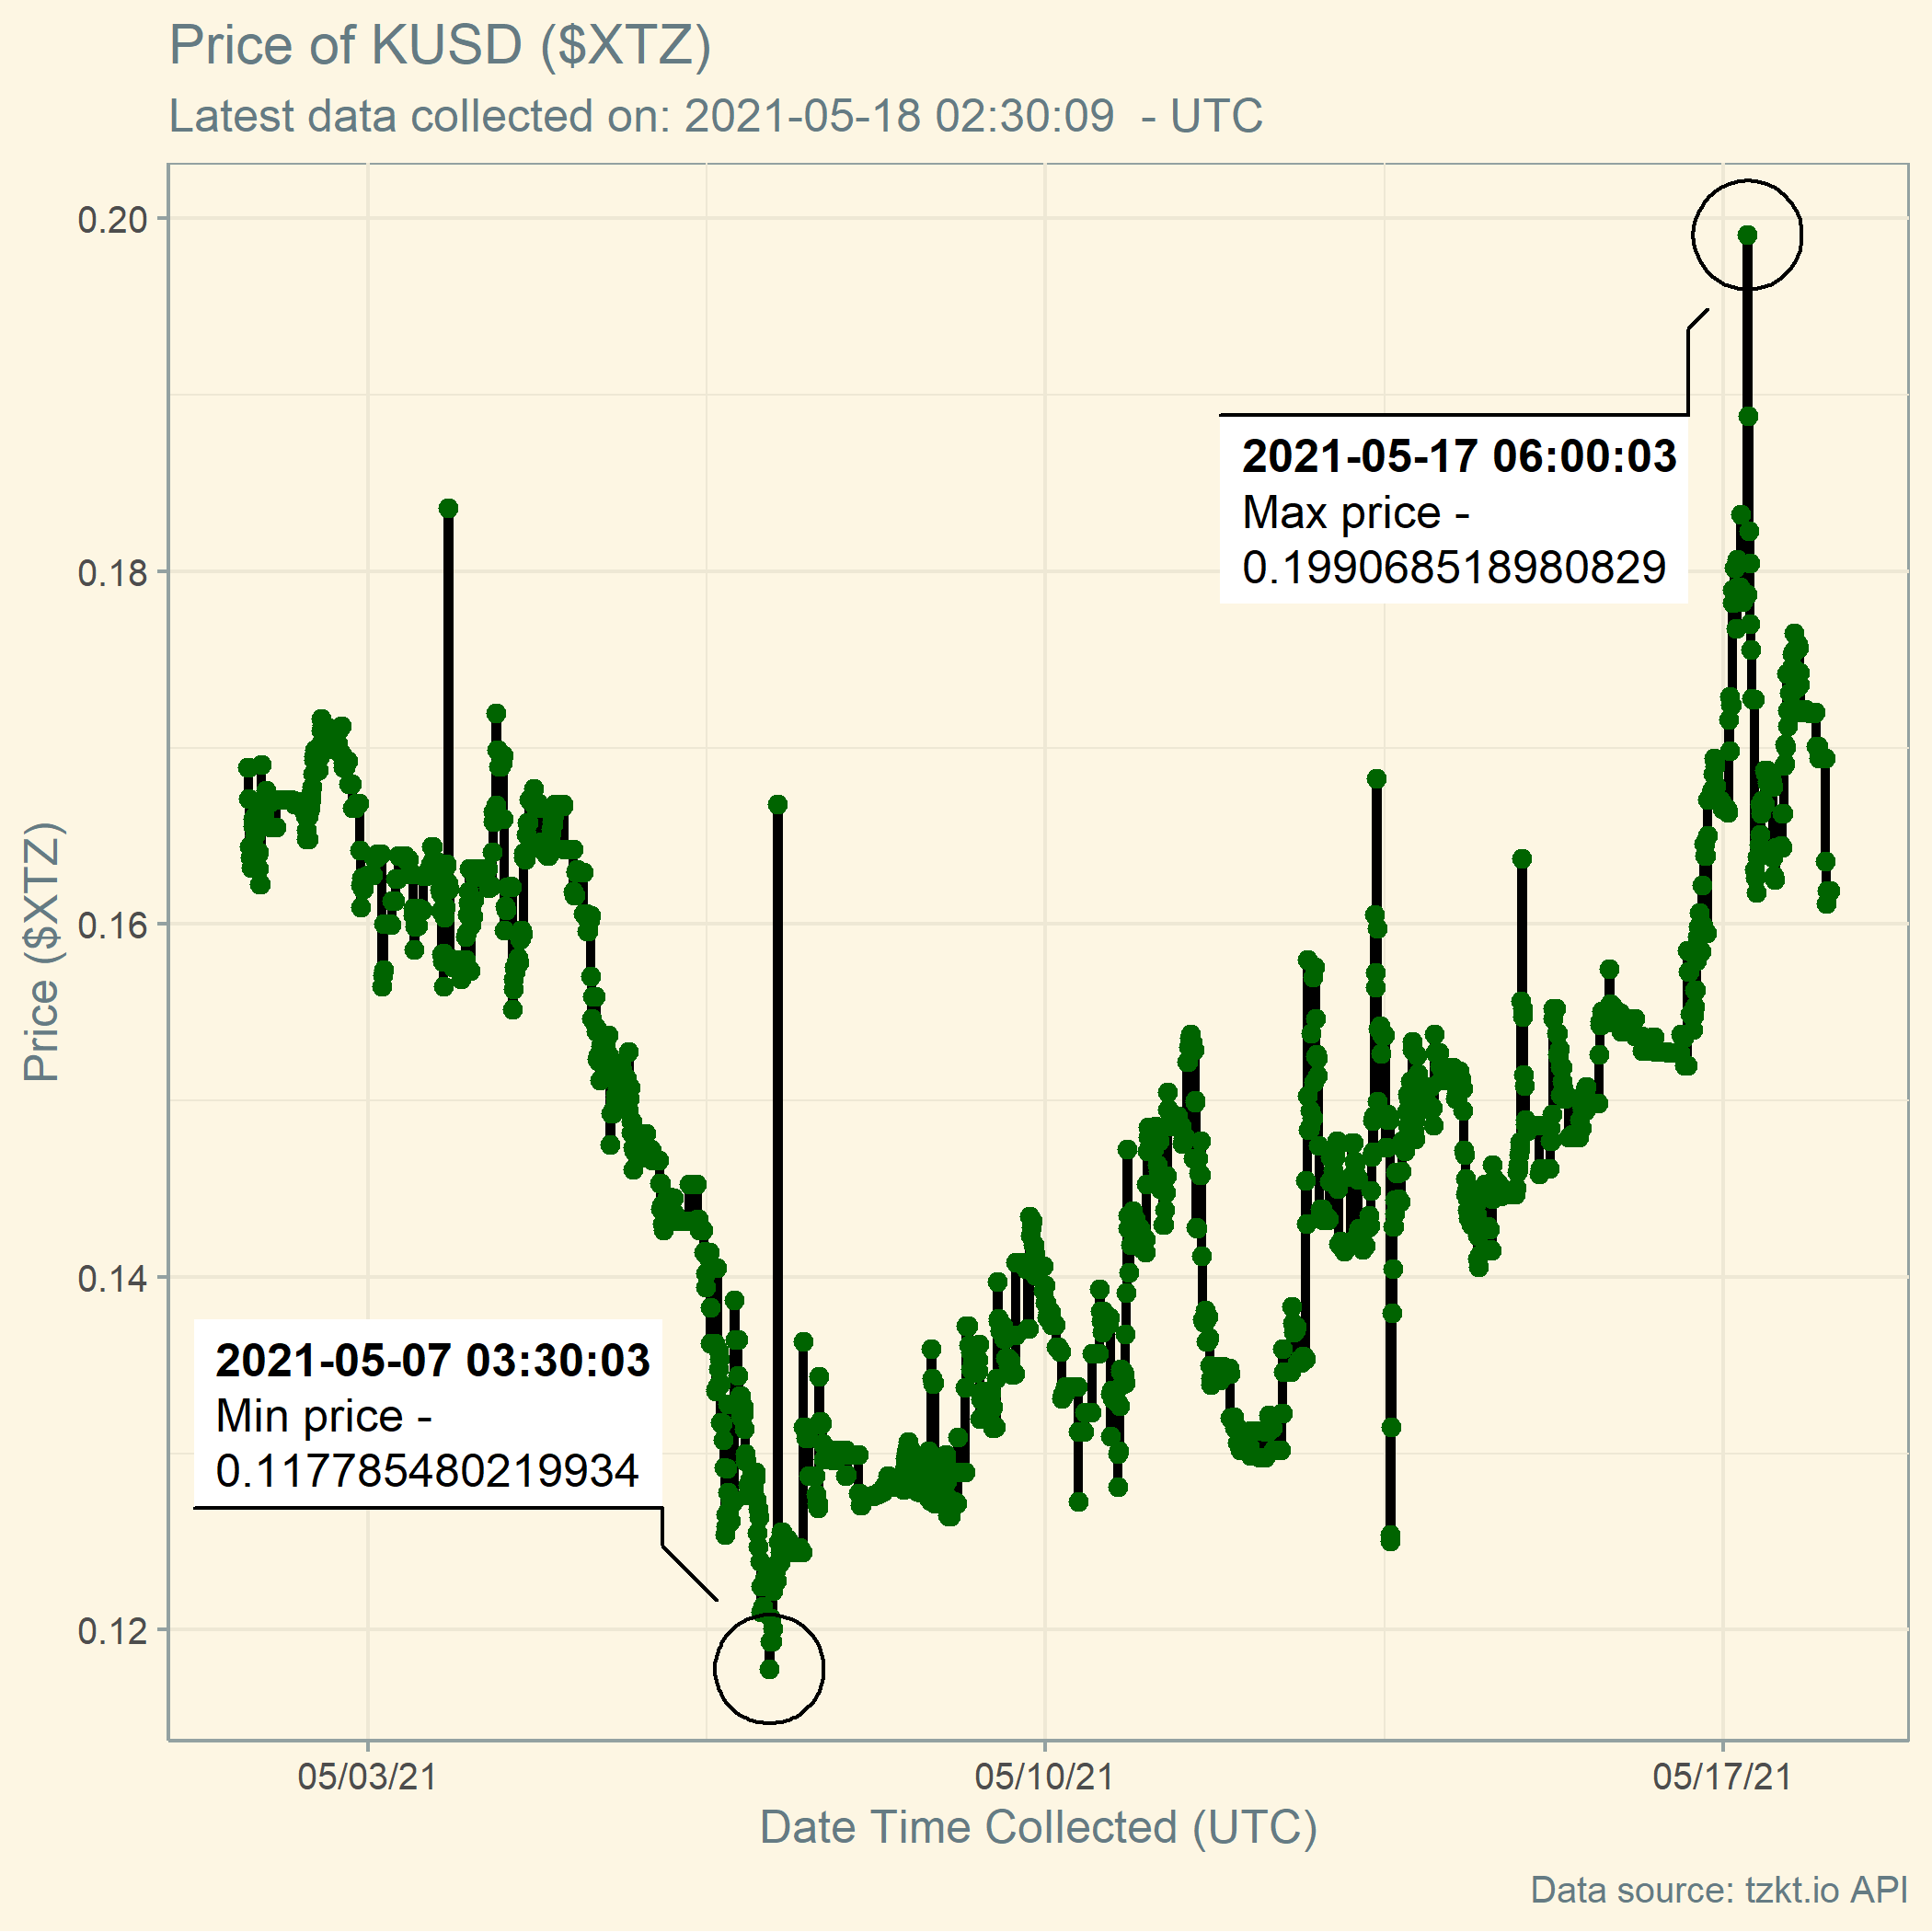 Price of KUSD ($XTZ)
Latest data collected on: 2021-05-18 02:30:09  - UTC
0.20
0.18
0.16
0.14
0.12
Price ($XTZ)
2021-05-17 06:00:03
Max price -
0.199068518980829
2021-05-07 03:30:03
Min price -
0.117785480219934
05/03/21
05/10/21
05/17/21
Date Time Collected (UTC)
Data source: tzkt.io API